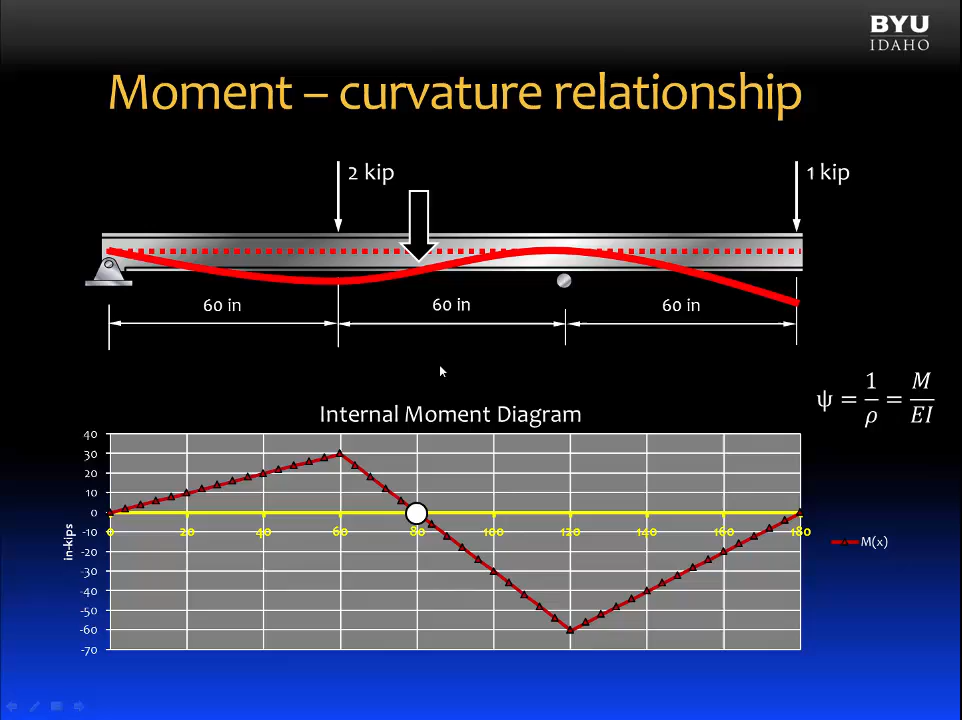 BYU
IDAHO
Moment – curvature relationship
2 kip
1 kip
60 in
60 in
60 in
ψ = 1/ρ = M/EI
Internal Moment Diagram
40
30
20
10
0
-10
-20
-30
-40
-50
-60
-70
in-kips
0 20 40 60 80 100 120 140 160 180
M(x)